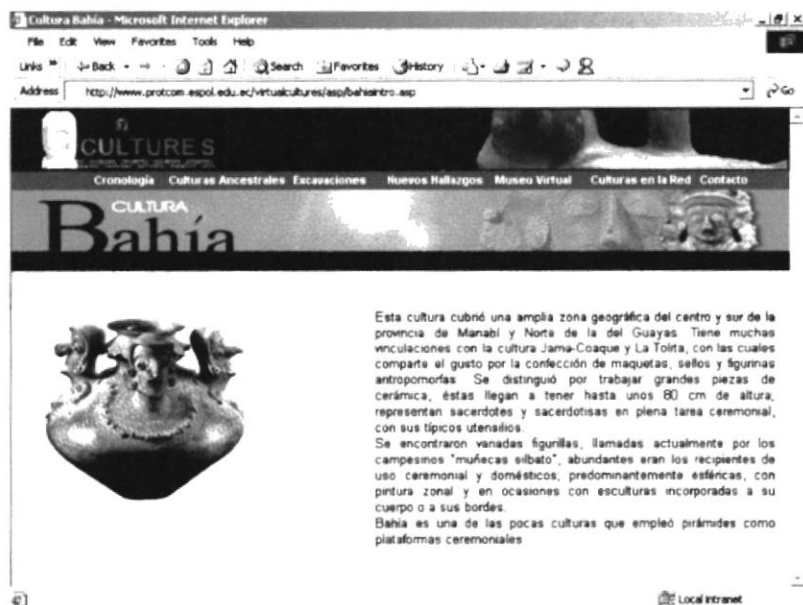 Cultura Bahía - Microsoft Internet Explorer
File Edit View Favorites Tools Help
Links » Back Search Favorites History
Address http://www.protcom.espol.edu.ec/virtualcultures/asp/bahiaintro.asp Go
CULTURES
Cronología Culturas Ancestrales Excavaciones Nuevos Hallazgos Museo Virtual Culturas en la Red Contacto
CULTURA
Bahía
Esta cultura cubrió una amplia zona geográfica del centro y sur de la
provincia de Manabí y Norte de la del Guayas. Tiene muchas
vinculaciones con la cultura Jama-Coaque y La Tolita, con las cuales
comparte el gusto por la confección de maquetas, sellos y figurinas
antropomorfas. Se distinguió por trabajar grandes piezas de
cerámica, éstas llegan a tener hasta unos 80 cm de altura,
representan sacerdotes y sacerdotisas en plena tarea ceremonial,
con sus típicos utensilios.
Se encontraron variadas figurillas, llamadas actualmente por los
campesinos "muñecas silbato", abundantes eran los recipientes de
uso ceremonial y domésticos; predominantemente esféricas, con
pintura zonal y en ocasiones con esculturas incorporadas a su
cuerpo o a sus bordes.
Bahía es una de las pocas culturas que empleó pirámides como
plataformas ceremoniales
Local intranet